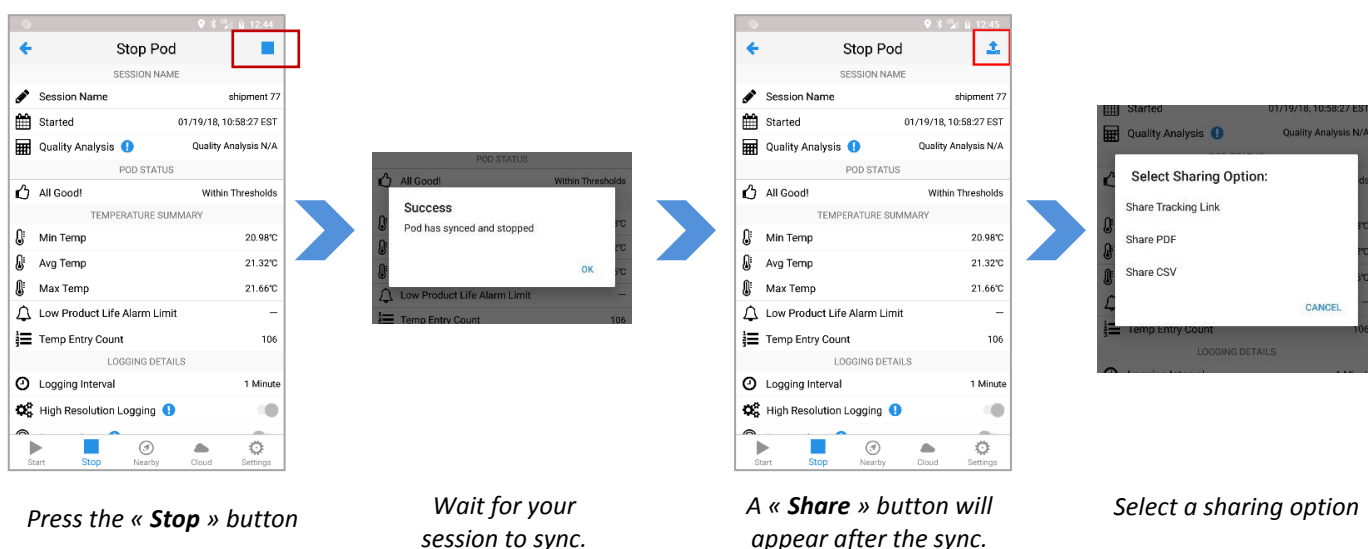 12:44
Stop Pod
SESSION NAME
Session Name shipment 77
Started 01/19/18, 10:58:27 EST
Quality Analysis Quality Analysis N/A
POD STATUS
All Good! Within Thresholds
TEMPERATURE SUMMARY
Min Temp 20.98°C
Avg Temp 21.32°C
Max Temp 21.66°C
Low Product Life Alarm Limit —
Temp Entry Count 106
LOGGING DETAILS
Logging Interval 1 Minute
High Resolution Logging
Start Stop Nearby Cloud Settings
Press the « Stop » button
POD STATUS
All Good! Within Thresholds
Success
Pod has synced and stopped
OK
Low Product Life Alarm Limit —
Temp Entry Count 106
Wait for your
session to sync.
12:45
Stop Pod
SESSION NAME
Session Name shipment 77
Started 01/19/18, 10:58:27 EST
Quality Analysis Quality Analysis N/A
POD STATUS
All Good! Within Thresholds
TEMPERATURE SUMMARY
Min Temp 20.98°C
Avg Temp 21.32°C
Max Temp 21.66°C
Low Product Life Alarm Limit —
Temp Entry Count 106
LOGGING DETAILS
Logging Interval 1 Minute
High Resolution Logging
Start Stop Nearby Cloud Settings
A « Share » button will
appear after the sync.
Started 01/19/18, 10:58:27 EST
Quality Analysis Quality Analysis N/A
Select Sharing Option:
Share Tracking Link
Share PDF
Share CSV
CANCEL
Temp Entry Count 106
LOGGING DETAILS
Select a sharing option